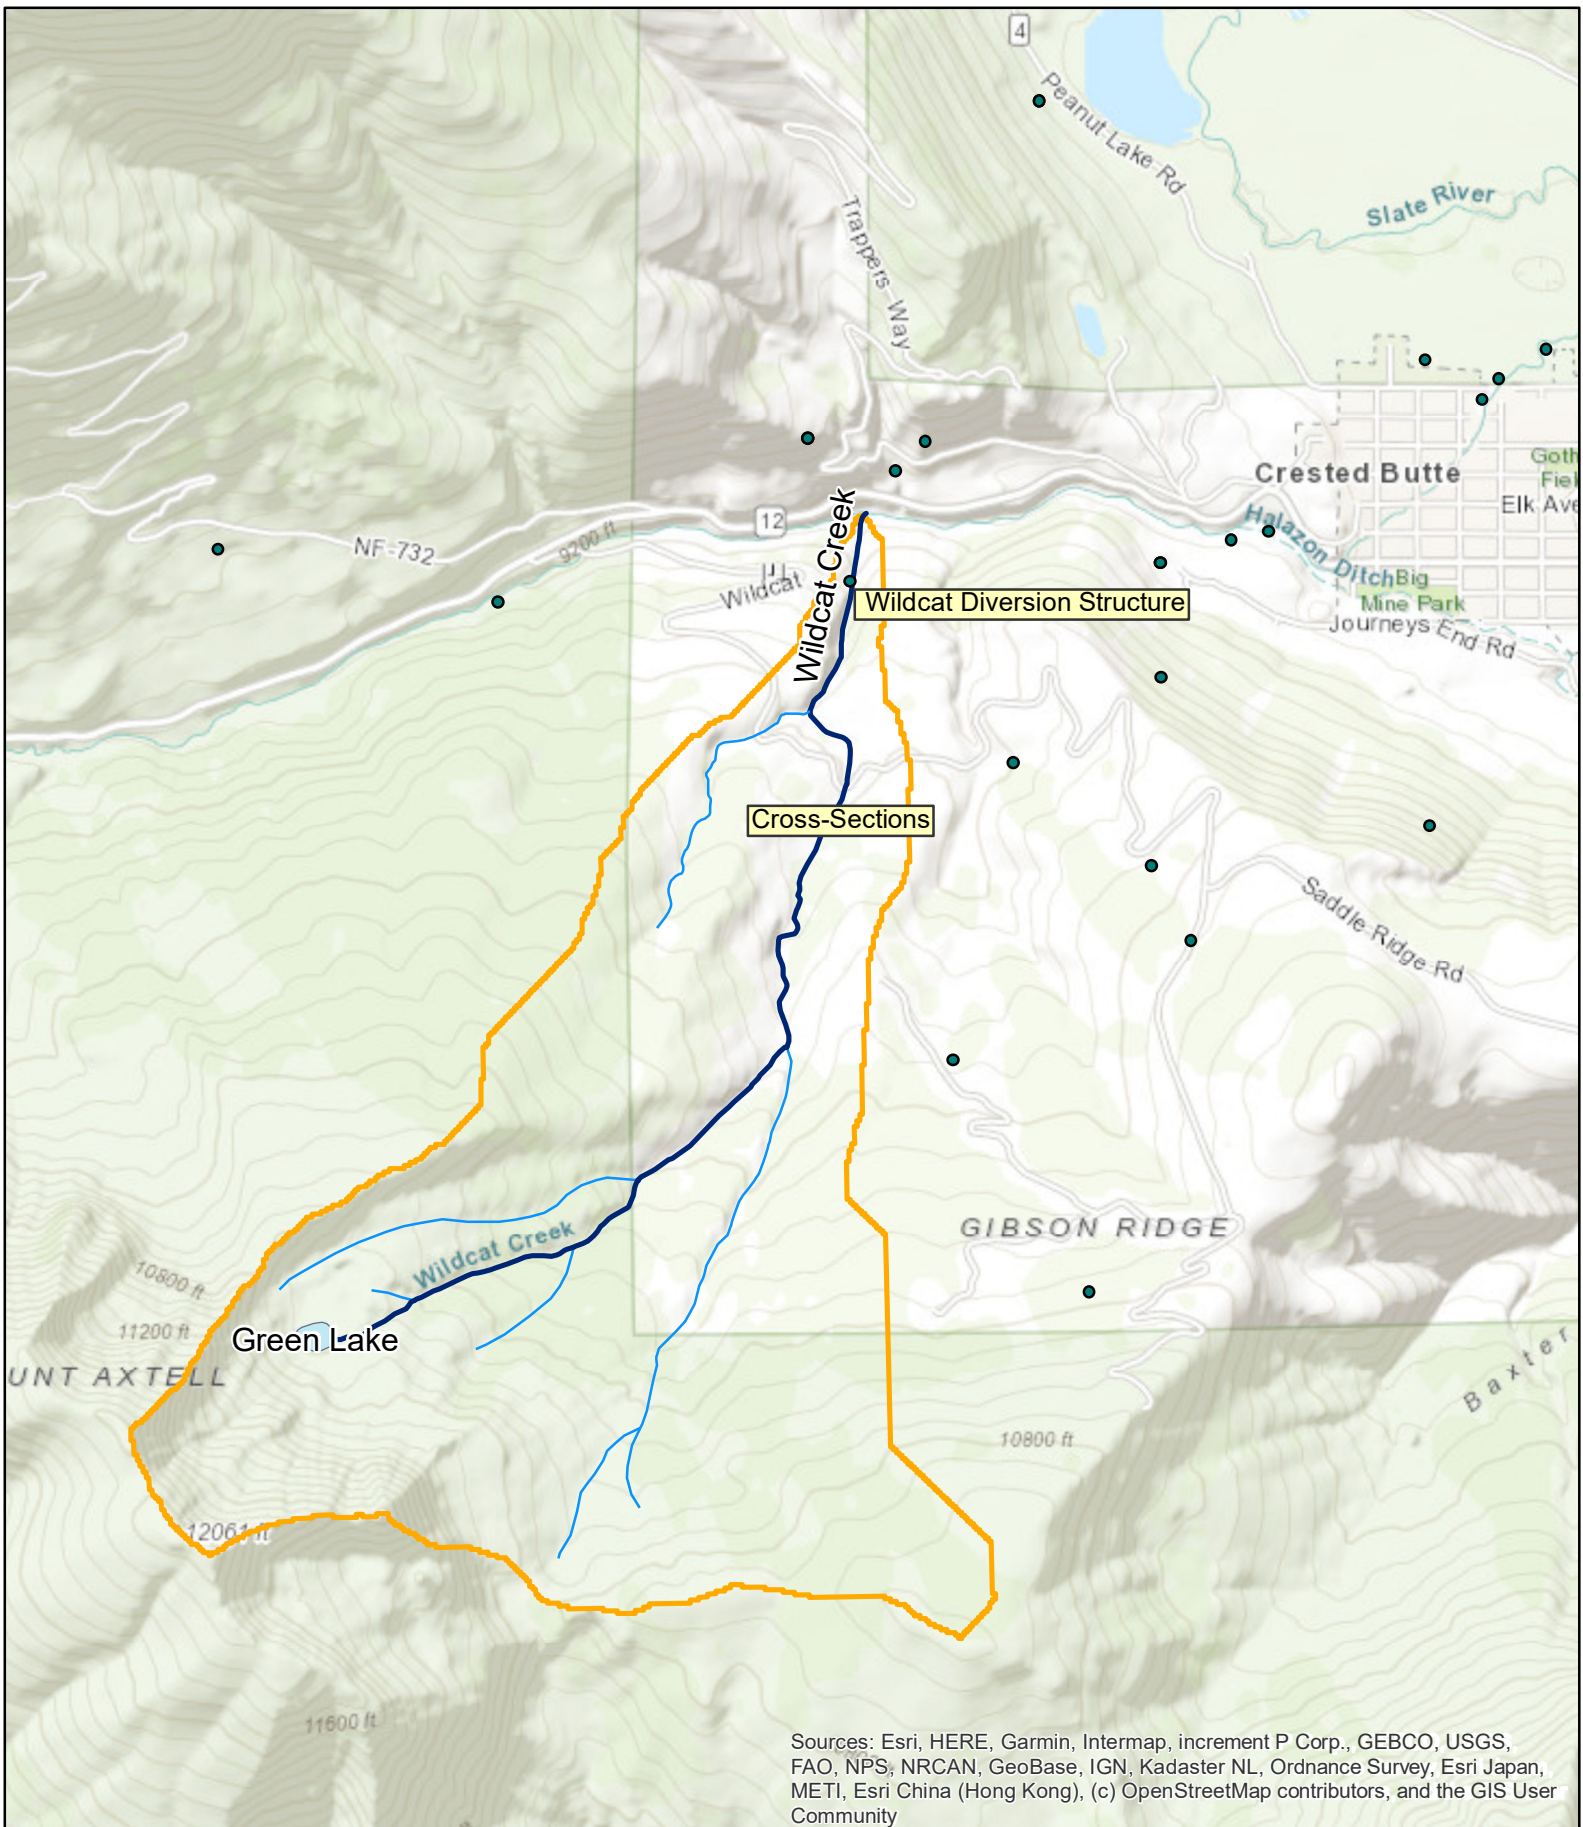 4
Peanut Lake Rd
Slate River
Trappers Way
Crested Butte
Goth
Fiel
Elk Ave
12
NF-732
9200 ft
Wildcat Creek
Wildcat
Halazon Ditch
Big
Mine Park
Wildcat Diversion Structure
Journeys End Rd
Cross-Sections
Saddle Ridge Rd
GIBSON RIDGE
Wildcat Creek
10800 ft
11200 ft
Green Lake
UNT AXTELL
Baxter
10800 ft
12061 ft
11600 ft
Sources: Esri, HERE, Garmin, Intermap, increment P Corp., GEBCO, USGS,
FAO, NPS, NRCAN, GeoBase, IGN, Kadaster NL, Ordnance Survey, Esri Japan,
METI, Esri China (Hong Kong), (c) OpenStreetMap contributors, and the GIS User
Community